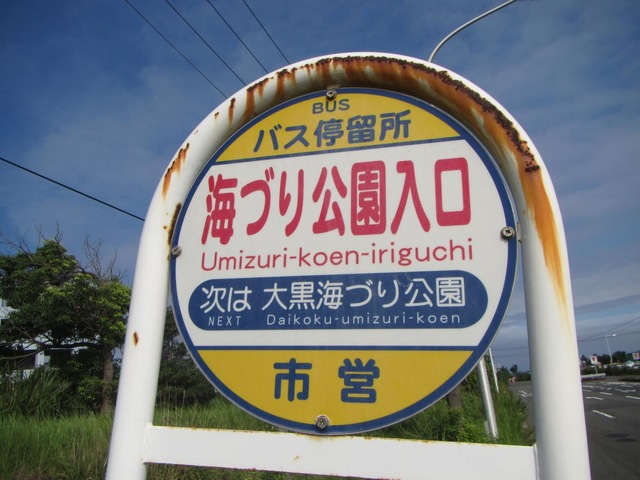 BUS
バス停留所
海づり公園入口
Umizuri-koen-iriguchi
次は 大黒海づり公園
NEXT Daikoku-umizuri-koen
市営